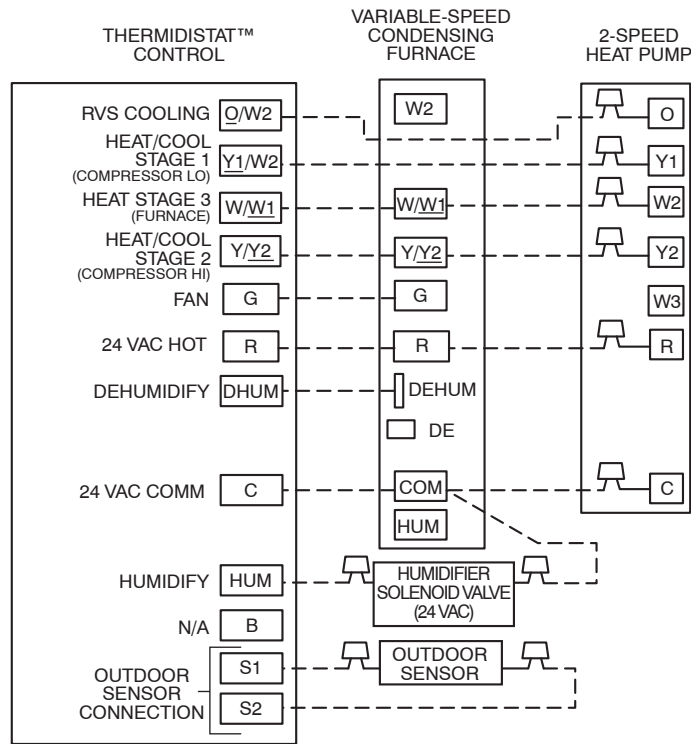 THERMIDISTAT™
CONTROL
VARIABLE-SPEED
CONDENSING
FURNACE
2-SPEED
HEAT PUMP
RVS COOLING
O/W2
W2
O
HEAT/COOL
STAGE 1
(COMPRESSOR LO)
Y1/W2
Y1
HEAT STAGE 3
(FURNACE)
W/W1
W/W1
W2
HEAT/COOL
STAGE 2
(COMPRESSOR HI)
Y/Y2
Y/Y2
Y2
FAN
G
G
W3
24 VAC HOT
R
R
R
DEHUMIDIFY
DHUM
DEHUM
DE
24 VAC COMM
C
COM
C
HUM
HUMIDIFY
HUM
HUMIDIFIER
SOLENOID VALVE
(24 VAC)
N/A
B
OUTDOOR
SENSOR
CONNECTION
S1
S2
OUTDOOR
SENSOR